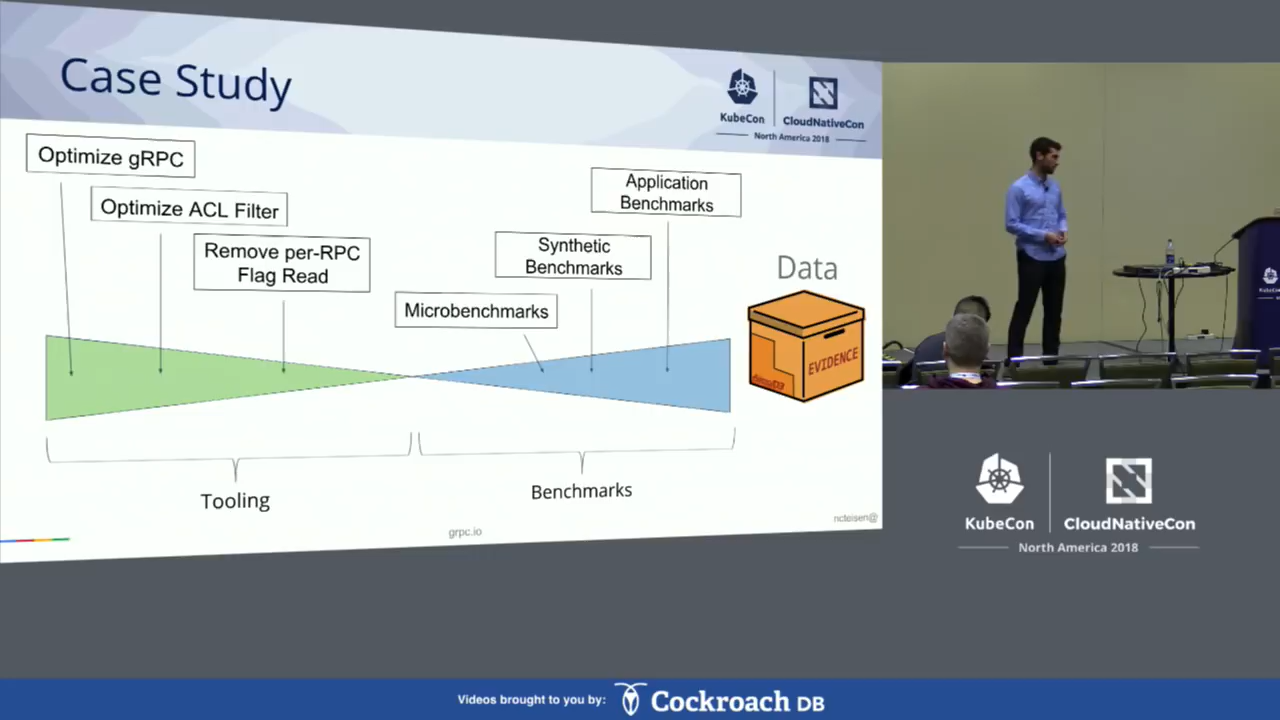 Case Study
KubeCon
CloudNativeCon
North America 2018
Optimize gRPC
Optimize ACL Filter
Remove per-RPC
Flag Read
Microbenchmarks
Synthetic
Benchmarks
Application
Benchmarks
Data
EVIDENCE
Tooling
Benchmarks
grpc.io
ncteisen@
KubeCon
CloudNativeCon
North America 2018
Videos brought to you by:
Cockroach DB